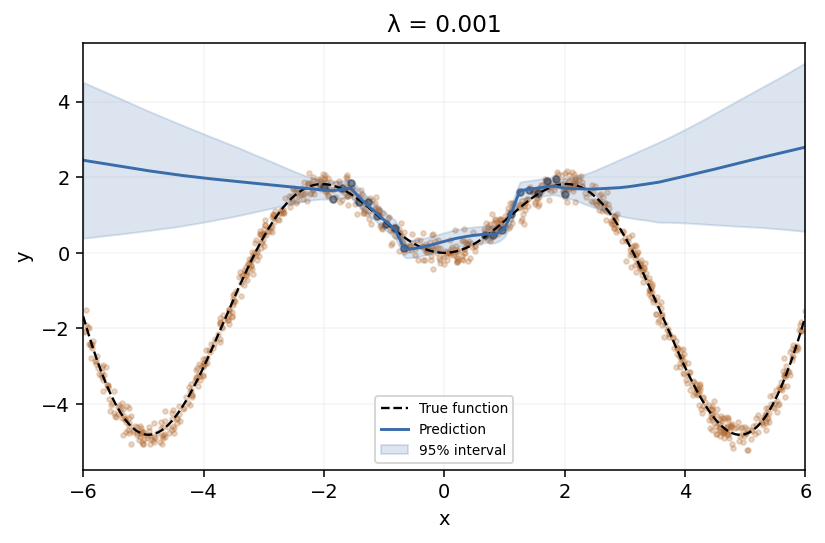 λ = 0.001
y
4
2
0
−2
−4
True function
Prediction
95% interval
−6 −4 −2 0 2 4 6
x